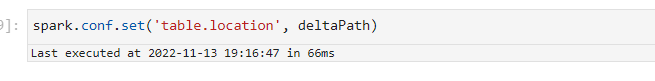 9]: spark.conf.set('table.location', deltaPath)
Last executed at 2022-11-13 19:16:47 in 66ms